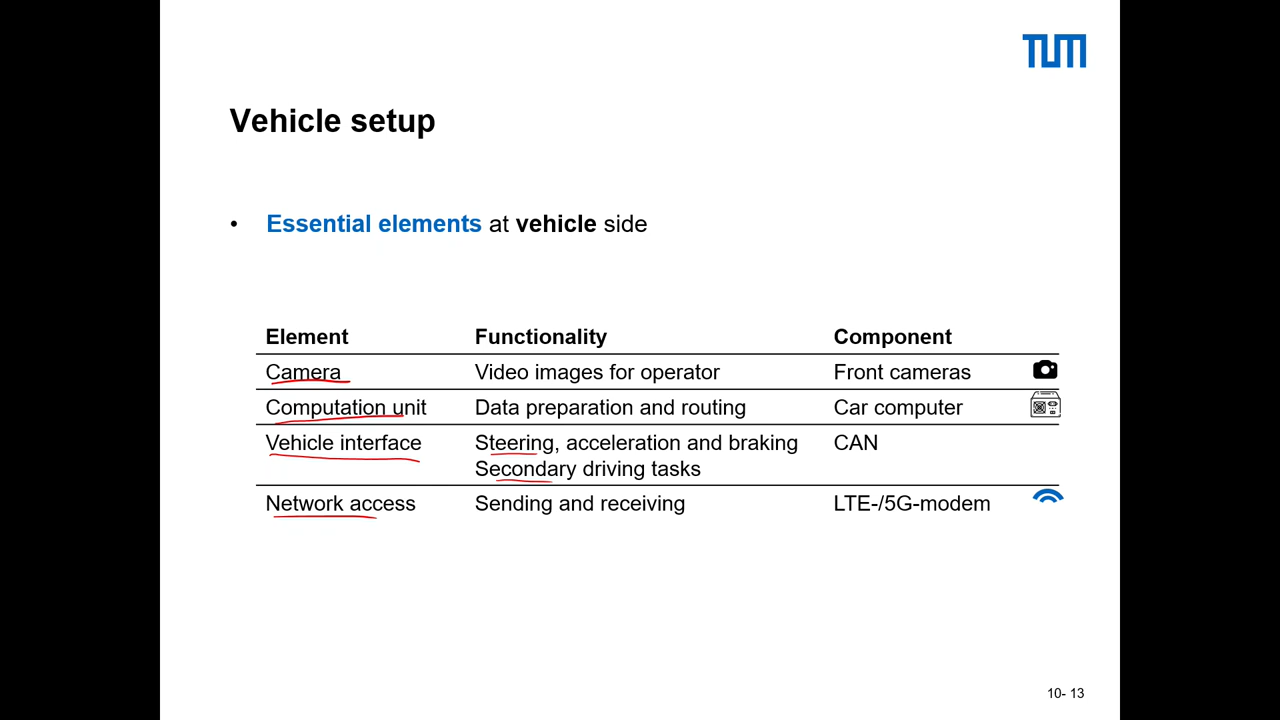 TUM
Vehicle setup
• Essential elements at vehicle side
Element Functionality Component
Camera Video images for operator Front cameras
Computation unit Data preparation and routing Car computer
Vehicle interface Steering, acceleration and braking CAN
Secondary driving tasks
Network access Sending and receiving LTE-/5G-modem
10- 13